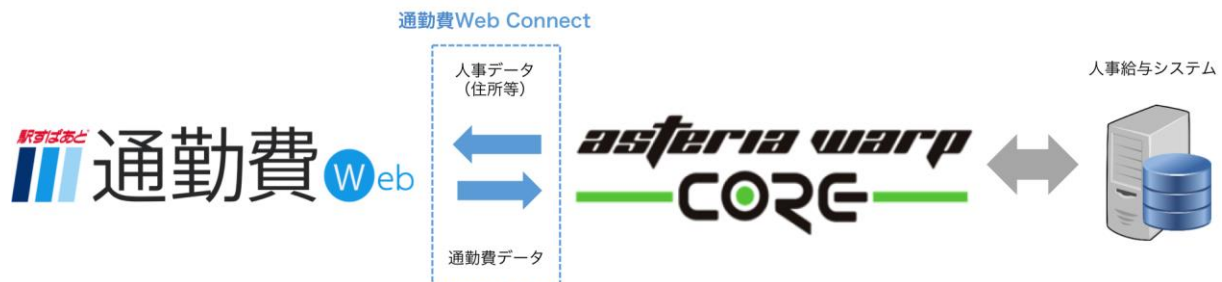 通勤費Web Connect
人事データ
（住所等）
人事給与システム
駅すぱあと
通勤費Web
asteria warp
CORE
通勤費データ